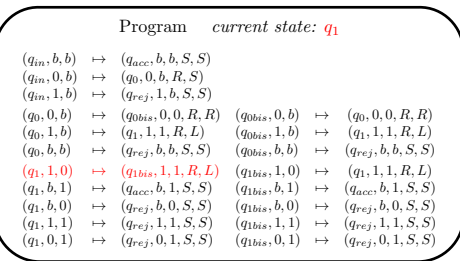 Program current state: q1
(qin, b, b) ↦ (qacc, b, b, S, S)
(qin, 0, b) ↦ (q0, 0, b, R, S)
(qin, 1, b) ↦ (qrej, 1, b, S, S)
(q0, 0, b) ↦ (q0bis, 0, 0, R, R) (q0bis, 0, b) ↦ (q0, 0, 0, R, R)
(q0, 1, b) ↦ (q1, 1, 1, R, L) (q0bis, 1, b) ↦ (q1, 1, 1, R, L)
(q0, b, b) ↦ (qrej, b, b, S, S) (q0bis, b, b) ↦ (qrej, b, b, S, S)
(q1, 1, 0) ↦ (q1bis, 1, 1, R, L) (q1bis, 1, 0) ↦ (q1, 1, 1, R, L)
(q1, b, 1) ↦ (qacc, b, 1, S, S) (q1bis, b, 1) ↦ (qacc, b, 1, S, S)
(q1, b, 0) ↦ (qrej, b, 0, S, S) (q1bis, b, 0) ↦ (qrej, b, 0, S, S)
(q1, 1, 1) ↦ (qrej, 1, 1, S, S) (q1bis, 1, 1) ↦ (qrej, 1, 1, S, S)
(q1, 0, 1) ↦ (qrej, 0, 1, S, S) (q1bis, 0, 1) ↦ (qrej, 0, 1, S, S)